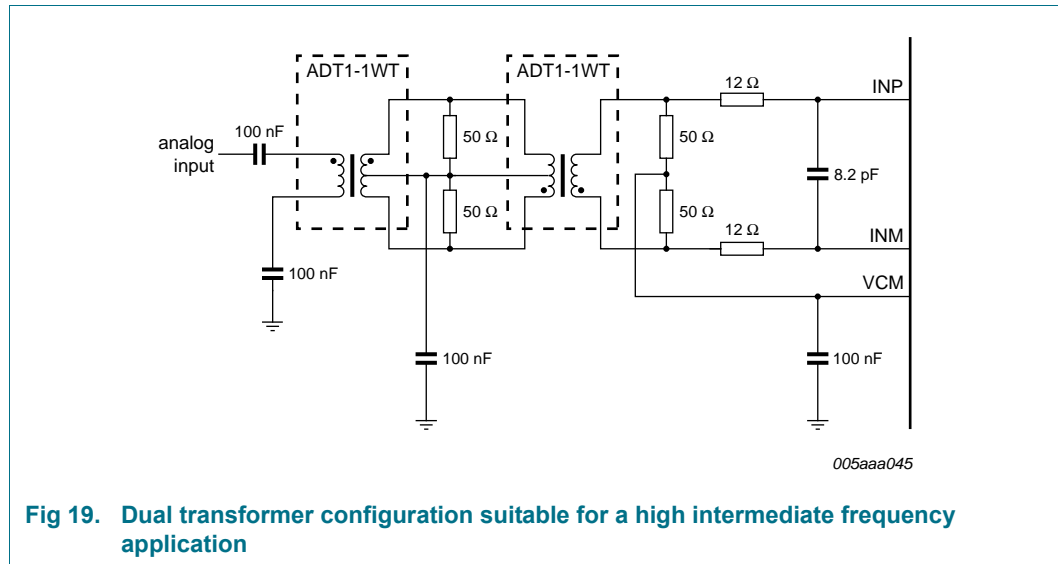 ADT1-1WT
ADT1-1WT
12 Ω
INP
100 nF
analog
input
50 Ω
50 Ω
8.2 pF
50 Ω
50 Ω
12 Ω
INM
100 nF
VCM
100 nF
100 nF
005aaa045
Fig 19. Dual transformer configuration suitable for a high intermediate frequency
application